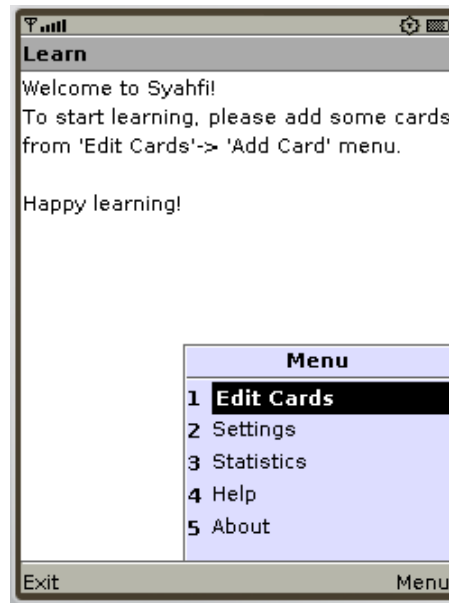 Learn
Welcome to Syahfi!
To start learning, please add some cards
from 'Edit Cards'-> 'Add Card' menu.
Happy learning!
Menu
1 Edit Cards
2 Settings
3 Statistics
4 Help
5 About
Exit Menu